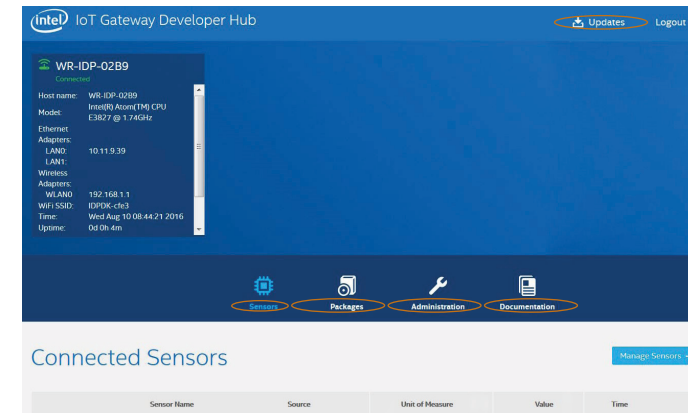 intel IoT Gateway Developer Hub
Updates
Logout
WR-IDP-02B9
Connected
Host name: WR-IDP-02B9
Model: Intel(R) Atom(TM) CPU
E3827 @ 1.74GHz
Ethernet
Adapters:
LAN0: 10.11.9.39
LAN1:
Wireless
Adapters:
WLAN0 192.168.1.1
WiFi SSID: IDPDK-cfe3
Time: Wed Aug 10 08:44:21 2016
Uptime: 0d 0h 4m
Sensors
Packages
Administration
Documentation
Connected Sensors
Manage Sensors
Sensor Name Source Unit of Measure Value Time